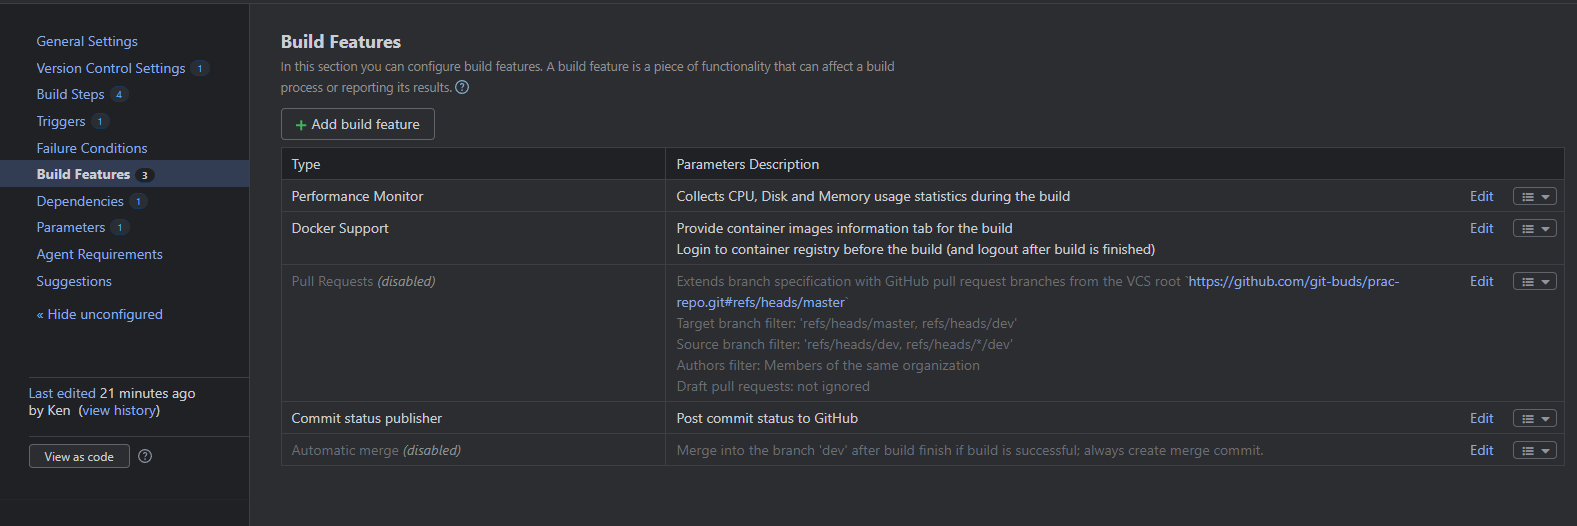 General Settings
Version Control Settings 1
Build Steps 4
Triggers 1
Failure Conditions
Build Features 3
Dependencies 1
Parameters 1
Agent Requirements
Suggestions
« Hide unconfigured
Last edited 21 minutes ago
by Ken (view history)
View as code ?
Build Features
In this section you can configure build features. A build feature is a piece of functionality that can affect a build
process or reporting its results. ?
+ Add build feature
Type Parameters Description
Performance Monitor Collects CPU, Disk and Memory usage statistics during the build Edit
Docker Support Provide container images information tab for the build Edit
Login to container registry before the build (and logout after build is finished)
Pull Requests (disabled) Extends branch specification with GitHub pull request branches from the VCS root `https://github.com/git-buds/prac- Edit
repo.git#refs/heads/master`
Target branch filter: 'refs/heads/master, refs/heads/dev'
Source branch filter: 'refs/heads/dev, refs/heads/*/dev'
Authors filter: Members of the same organization
Draft pull requests: not ignored
Commit status publisher Post commit status to GitHub Edit
Automatic merge (disabled) Merge into the branch 'dev' after build finish if build is successful; always create merge commit. Edit